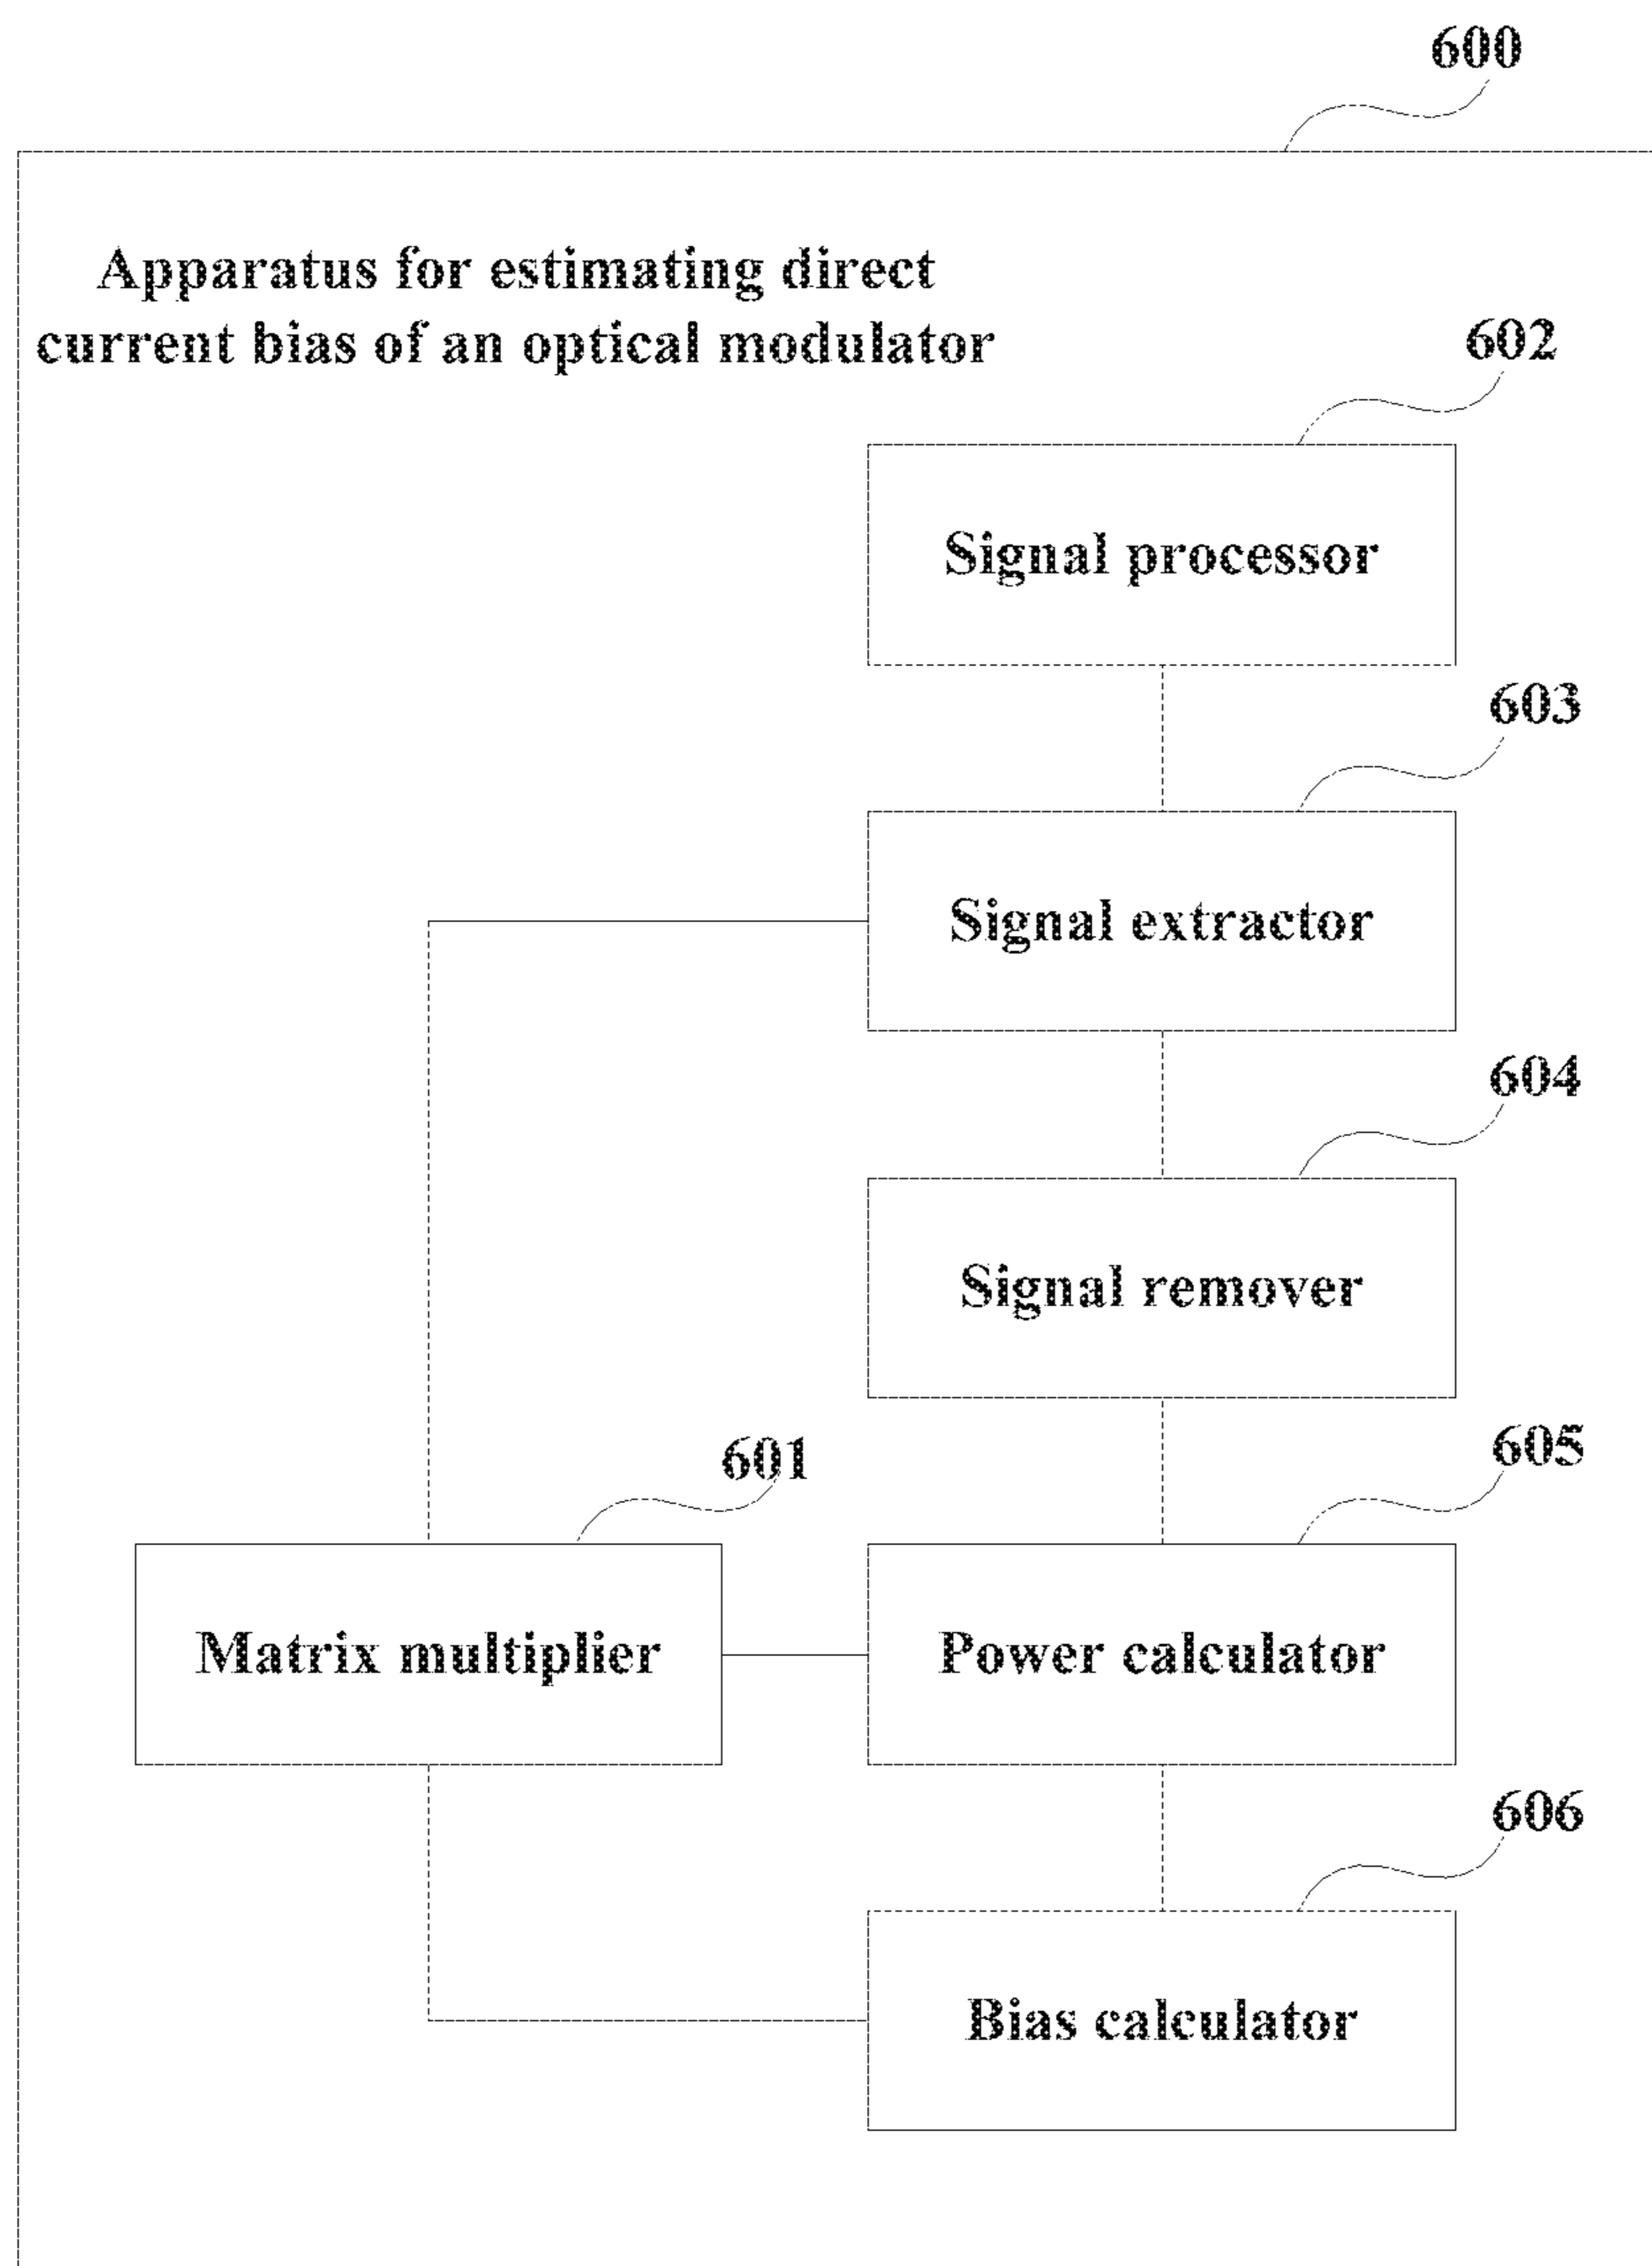 600
Apparatus for estimating direct
current bias of an optical modulator
602
Signal processor
603
Signal extractor
604
Signal remover
601
605
Matrix multiplier
Power calculator
606
Bias calculator